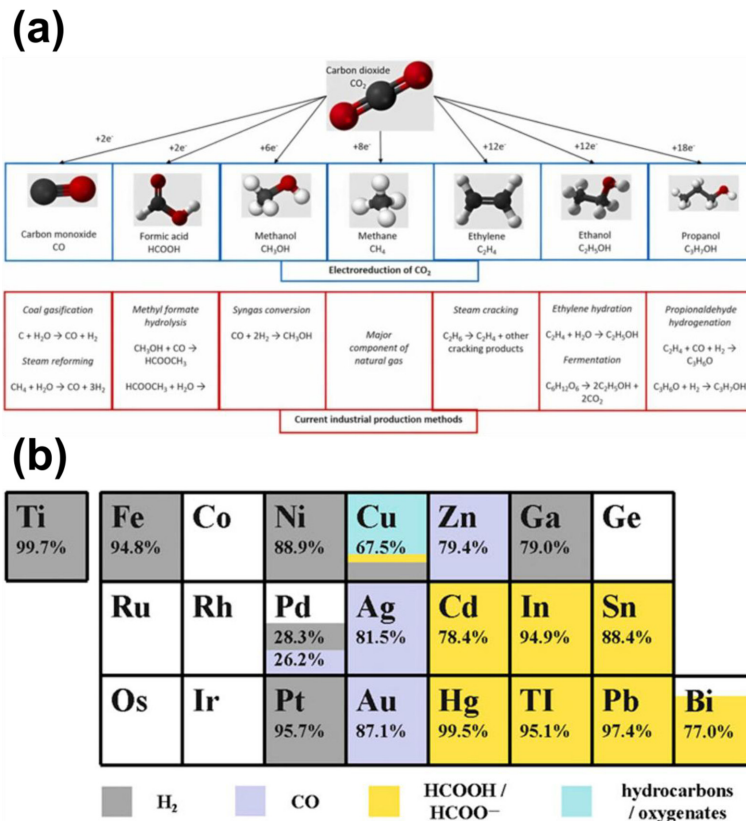 (a)
Carbon dioxide
CO₂
+2e⁻
+2e⁻
+6e⁻
+8e⁻
+12e⁻
+12e⁻
+18e⁻
Carbon monoxide
CO
Formic acid
HCOOH
Methanol
CH₃OH
Methane
CH₄
Ethylene
C₂H₄
Ethanol
C₂H₅OH
Propanol
C₃H₇OH
Electroreduction of CO₂
Coal gasification
C + H₂O → CO + H₂
Steam reforming
CH₄ + H₂O → CO + 3H₂
Methyl formate
hydrolysis
CH₃OH + CO →
HCOOCH₃
HCOOCH₃ + H₂O →
Syngas conversion
CO + 2H₂ → CH₃OH
Major
component of
natural gas
Steam cracking
C₂H₆ → C₂H₄ + other
cracking products
Ethylene hydration
C₂H₄ + H₂O → C₂H₅OH
Fermentation
C₆H₁₂O₆ → 2C₂H₅OH +
2CO₂
Propionaldehyde
hydrogenation
C₂H₄ + CO + H₂ →
C₃H₆O
C₃H₆O + H₂ → C₃H₇OH
Current industrial production methods
(b)
Ti
99.7%
Fe
94.8%
Co
Ni
88.9%
Cu
67.5%
Zn
79.4%
Ga
79.0%
Ge
Ru
Rh
Pd
28.3%
26.2%
Ag
81.5%
Cd
78.4%
In
94.9%
Sn
88.4%
Os
Ir
Pt
95.7%
Au
87.1%
Hg
99.5%
TI
95.1%
Pb
97.4%
Bi
77.0%
H₂
CO
HCOOH /
HCOO—
hydrocarbons
/ oxygenates